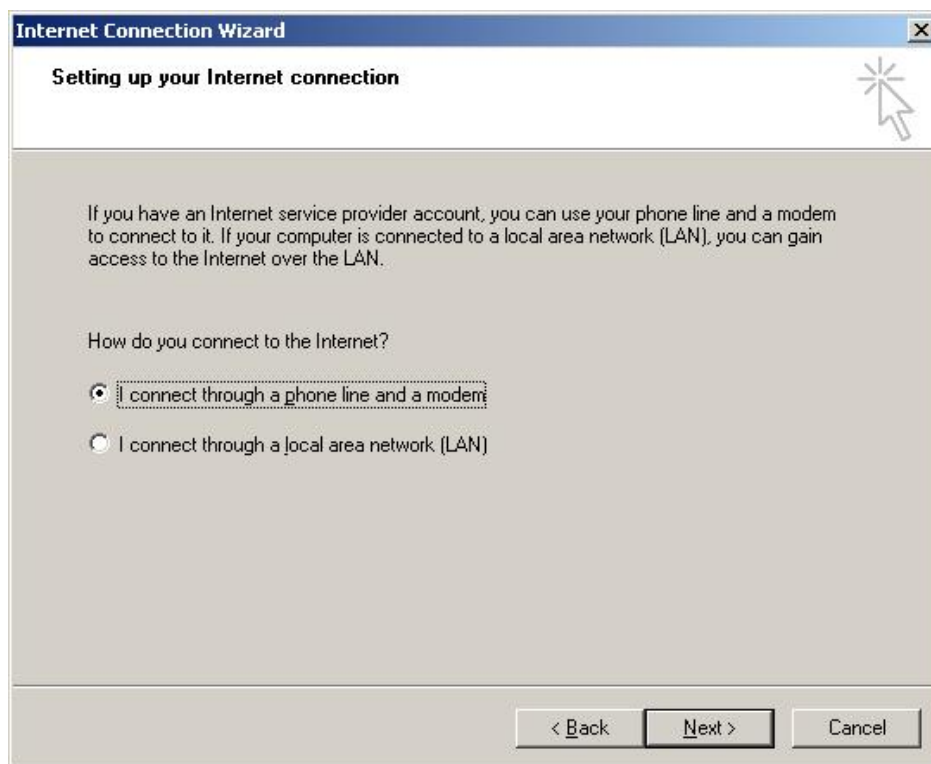 Internet Connection Wizard
Setting up your Internet connection
If you have an Internet service provider account, you can use your phone line and a modem
to connect to it. If your computer is connected to a local area network (LAN), you can gain
access to the Internet over the LAN.
How do you connect to the Internet?
I connect through a phone line and a modem
I connect through a local area network (LAN)
< Back Next > Cancel